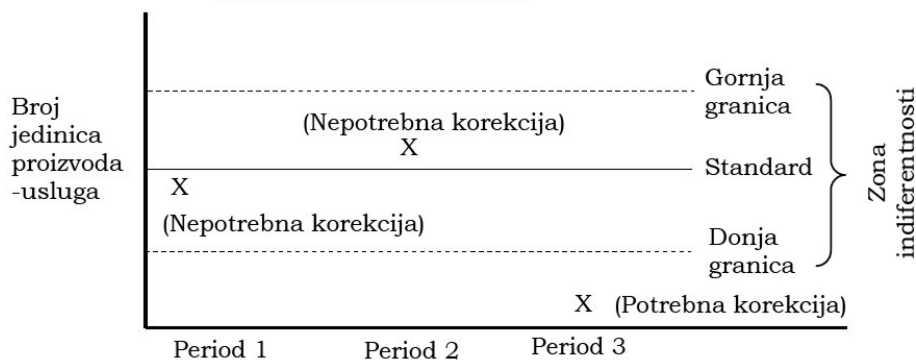 Gornja
granica
Broj
jedinica
proizvoda
-usluga
(Nepotrebna korekcija)
X
Standard
X
(Nepotrebna korekcija)
Donja
granica
Zona
indiferentnosti
X (Potrebna korekcija)
Period 1 Period 2 Period 3